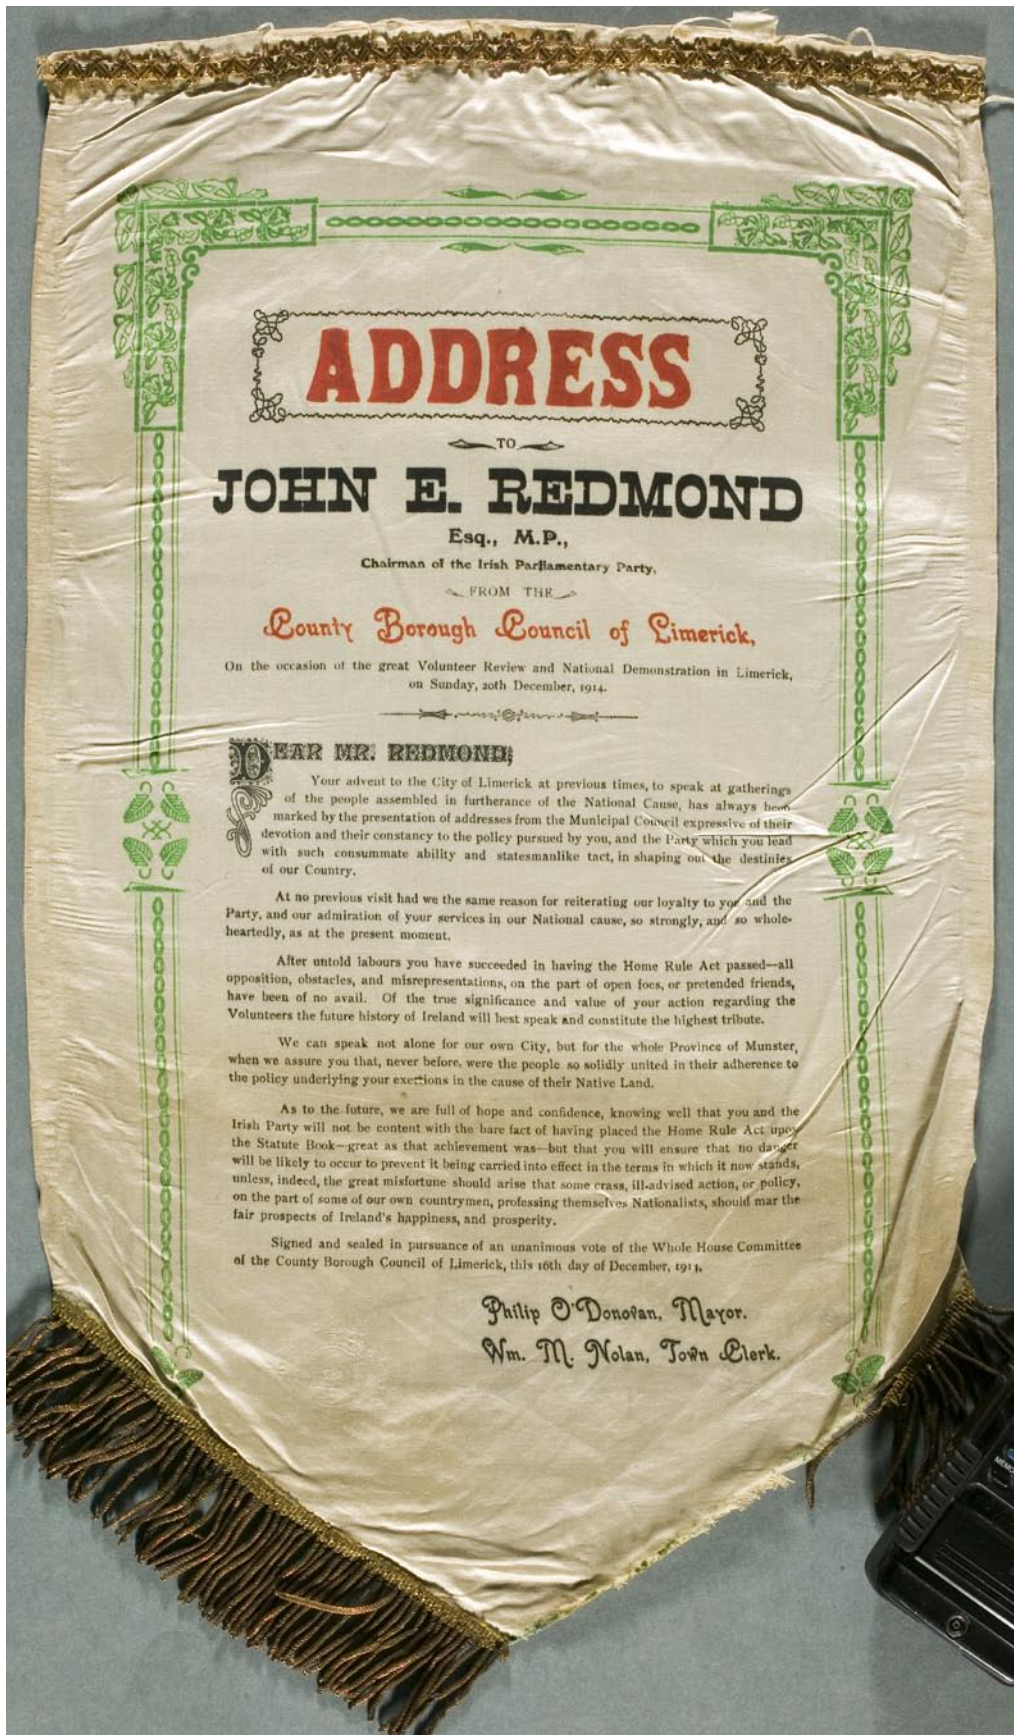 ADDRESS
TO
JOHN E. REDMOND
Esq., M.P.,
Chairman of the Irish Parliamentary Party,
FROM THE
County Borough Council of Limerick,
On the occasion of the great Volunteer Review and National Demonstration in Limerick,
on Sunday, 20th December, 1914.
DEAR MR. REDMOND;
Your advent to the City of Limerick at previous times, to speak at gatherings
of the people assembled in furtherance of the National Cause, has always been
marked by the presentation of addresses from the Municipal Council expressive of their
devotion and their constancy to the policy pursued by you, and the Party which you lead
with such consummate ability and statesmanlike tact, in shaping out the destinies
of our Country.
At no previous visit had we the same reason for reiterating our loyalty to you and the
Party, and our admiration of your services in our National cause, so strongly, and so whole-
heartedly, as at the present moment.
After untold labours you have succeeded in having the Home Rule Act passed—all
opposition, obstacles, and misrepresentations, on the part of open foes, or pretended friends,
have been of no avail. Of the true significance and value of your action regarding the
Volunteers the future history of Ireland will best speak and constitute the highest tribute.
We can speak not alone for our own City, but for the whole Province of Munster,
when we assure you that, never before, were the people so solidly united in their adherence to
the policy underlying your exertions in the cause of their Native Land.
As to the future, we are full of hope and confidence, knowing well that you and the
Irish Party will not be content with the bare fact of having placed the Home Rule Act upon
the Statute Book—great as that achievement was—but that you will ensure that no danger
will be likely to occur to prevent it being carried into effect in the terms in which it now stands,
unless, indeed, the great misfortune should arise that some crass, ill-advised action, or policy,
on the part of some of our own countrymen, professing themselves Nationalists, should mar the
fair prospects of Ireland's happiness, and prosperity.
Signed and sealed in pursuance of an unanimous vote of the Whole House Committee
of the County Borough Council of Limerick, this 16th day of December, 1914.
Philip O'Donovan, Mayor.
Wm. M. Nolan, Town Clerk.